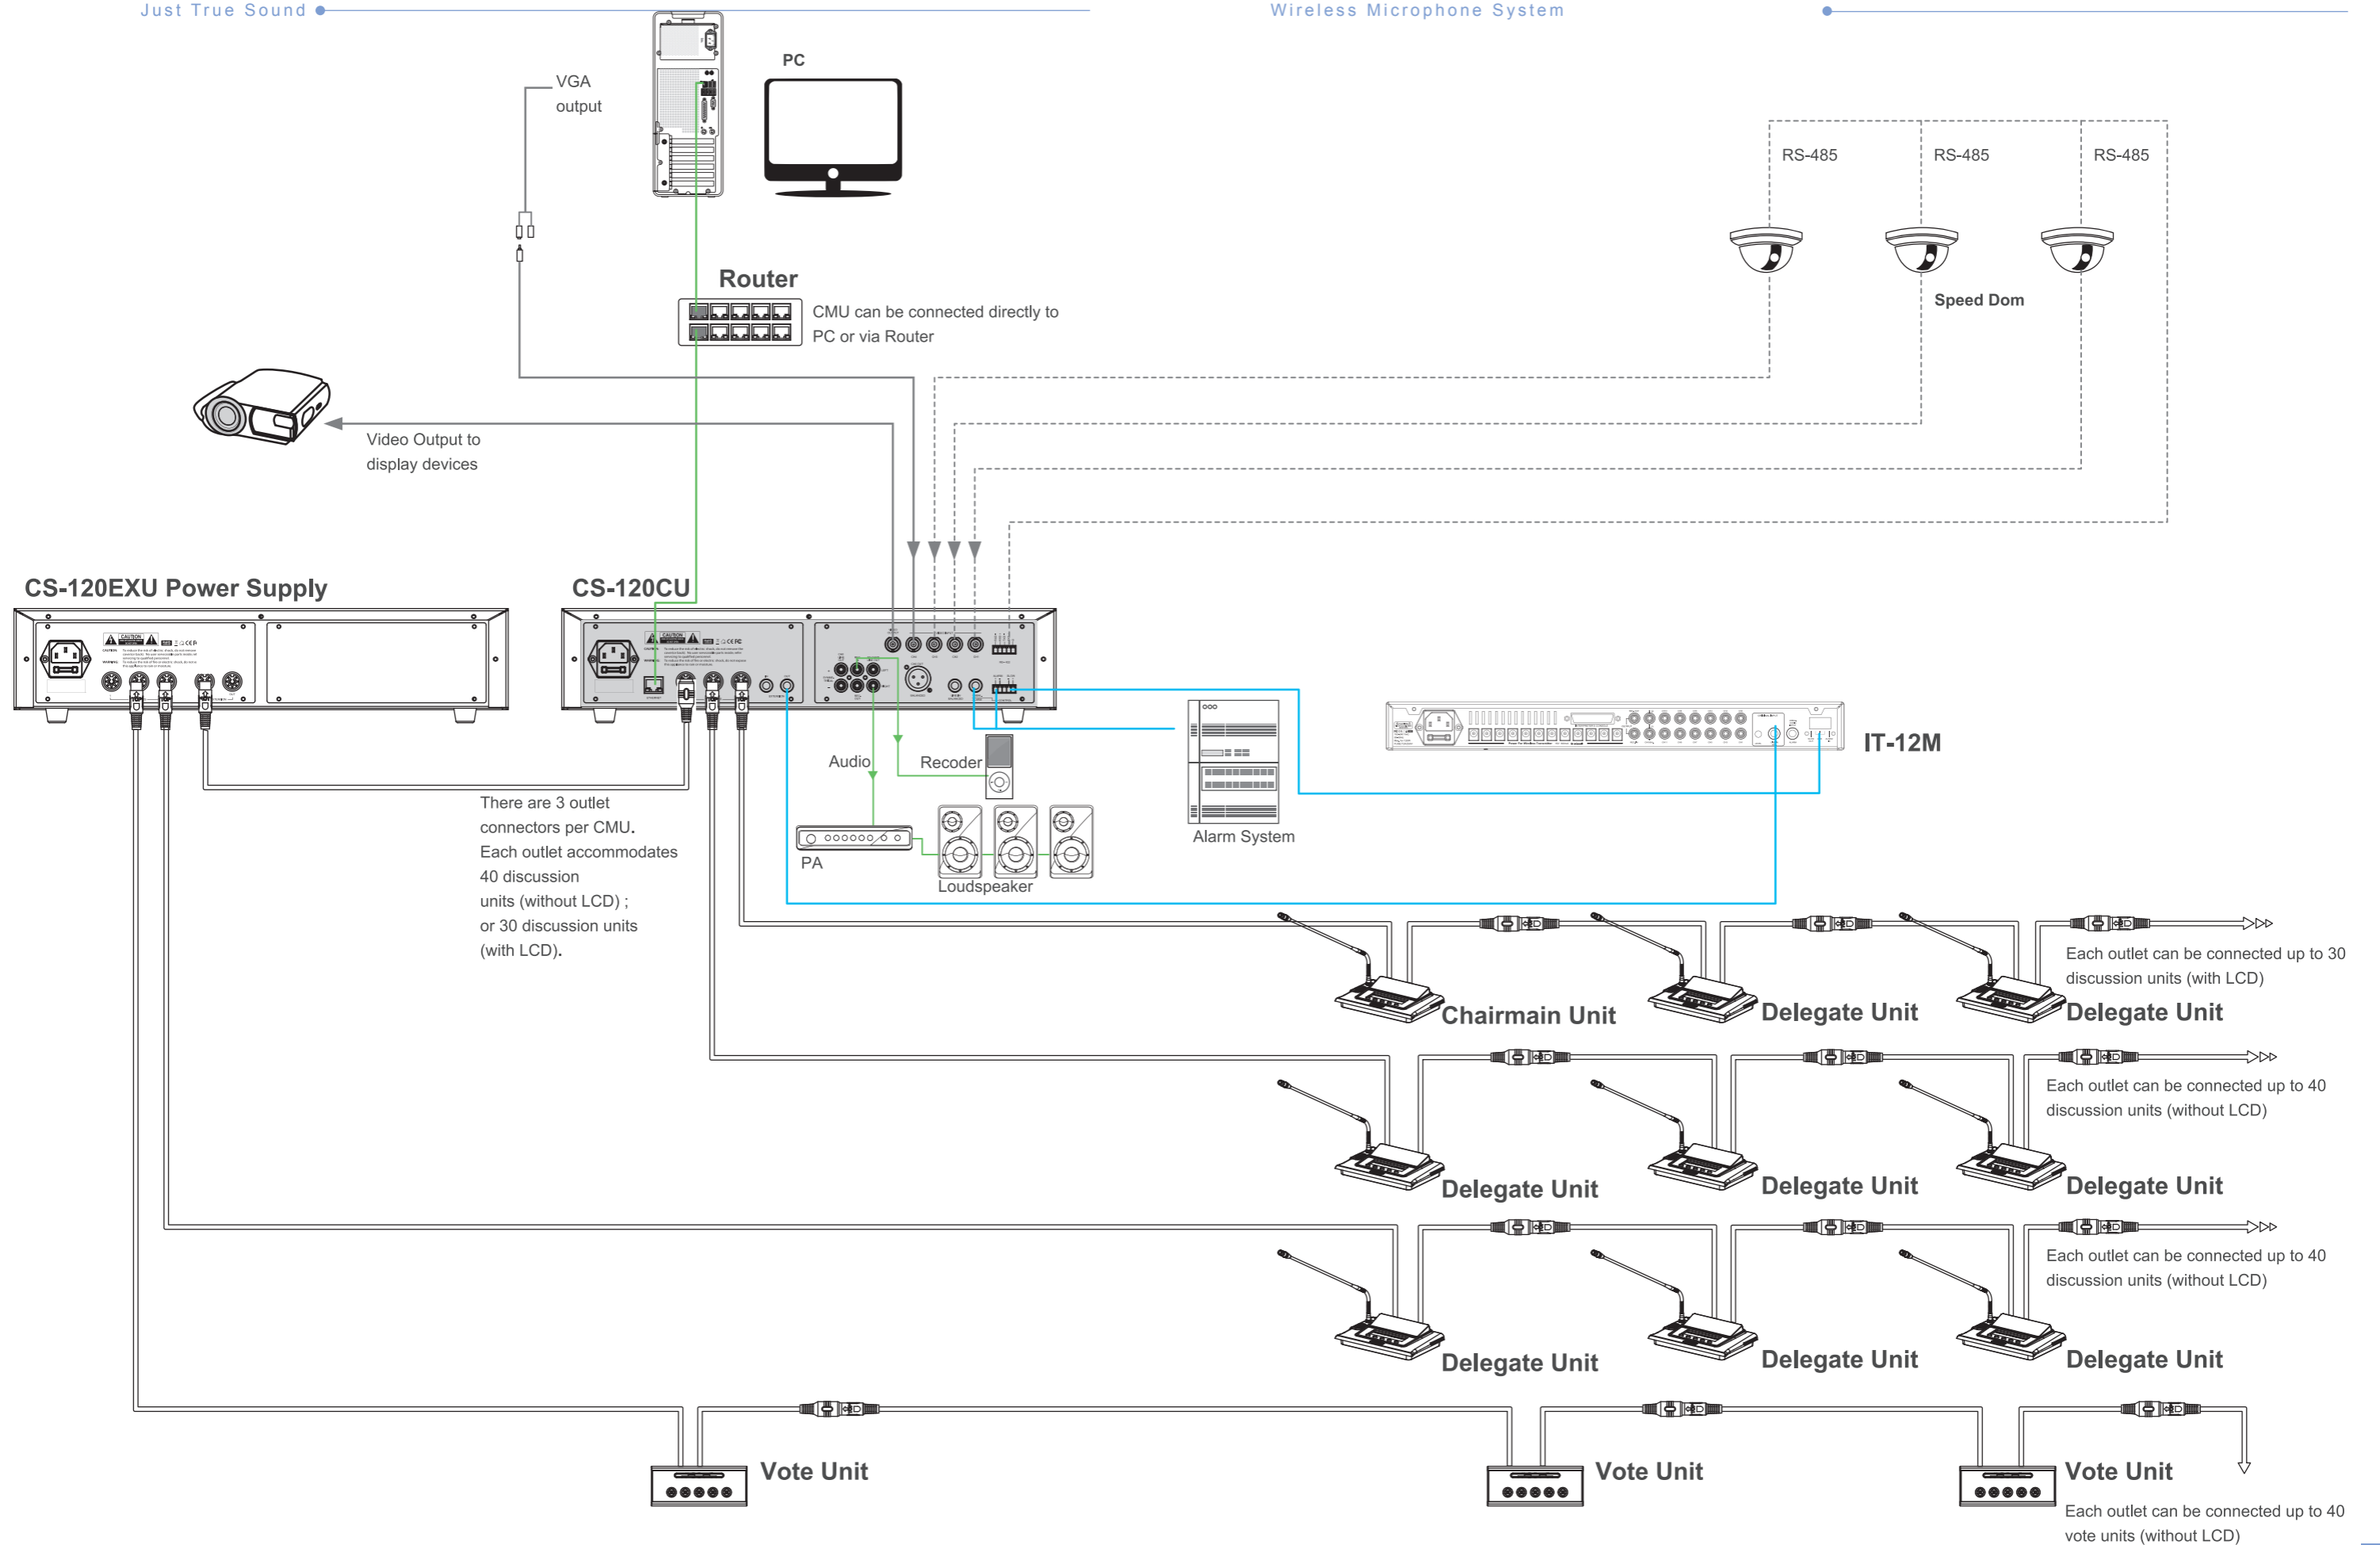 Just True Sound
Wireless Microphone System
PC
VGA
output
RS-485
RS-485
RS-485
Router
Speed Dom
CMU can be connected directly to
PC or via Router
Video Output to
display devices
CS-120EXU Power Supply
CS-120CU
CAUTION
CAUTION
IT-12M
Audio
Recoder
There are 3 outlet
connectors per CMU.
Each outlet accommodates
40 discussion
units (without LCD) ;
or 30 discussion units
(with LCD).
Alarm System
PA
Loudspeaker
Each outlet can be connected up to 30
discussion units (with LCD)
Chairmain Unit
Delegate Unit
Delegate Unit
Each outlet can be connected up to 40
discussion units (without LCD)
Delegate Unit
Delegate Unit
Delegate Unit
Each outlet can be connected up to 40
discussion units (without LCD)
Delegate Unit
Delegate Unit
Delegate Unit
Vote Unit
Vote Unit
Vote Unit
Each outlet can be connected up to 40
vote units (without LCD)